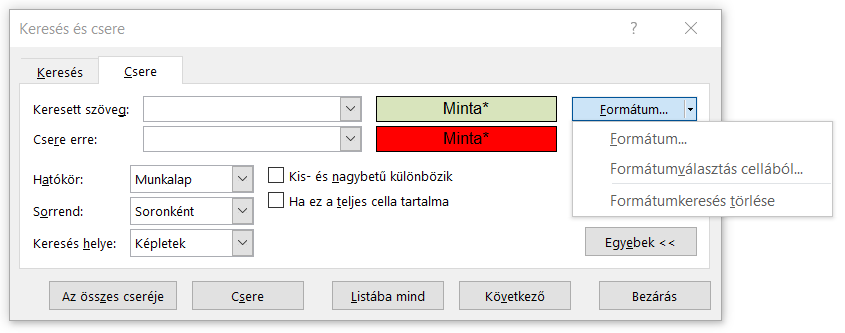 Keresés és csere ?
Keresés Csere
Keresett szöveg: Minta* Formátum...
Csere erre: Minta*
Formátum...
Formátumválasztás cellából...
Formátumkeresés törlése
Hatókör: Munkalap Kis- és nagybetű különbözik
Sorrend: Soronként Ha ez a teljes cella tartalma
Keresés helye: Képletek Egyebek <<
Az összes cseréje Csere Listába mind Következő Bezárás